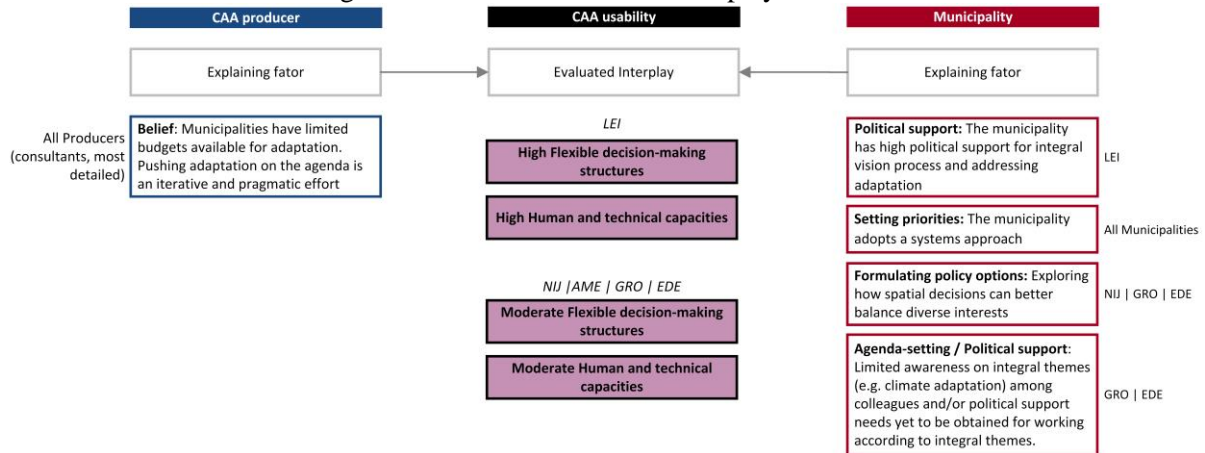 CAA producer
CAA usability
Municipality
Explaining fator
Evaluated Interplay
Explaining fator
All Producers
(consultants, most
detailed)
Belief: Municipalities have limited
budgets available for adaptation.
Pushing adaptation on the agenda is
an iterative and pragmatic effort
LEI
High Flexible decision-making
structures
High Human and technical capacities
NIJ |AME | GRO | EDE
Moderate Flexible decision-making
structures
Moderate Human and technical
capacities
Political support: The municipality
has high political support for integral
vision process and addressing
adaptation
LEI
Setting priorities: The municipality
adopts a systems approach
All Municipalities
Formulating policy options: Exploring
how spatial decisions can better
balance diverse interests
NIJ | GRO | EDE
Agenda-setting / Political support:
Limited awareness on integral themes
(e.g. climate adaptation) among
colleagues and/or political support
needs yet to be obtained for working
according to integral themes.
GRO | EDE